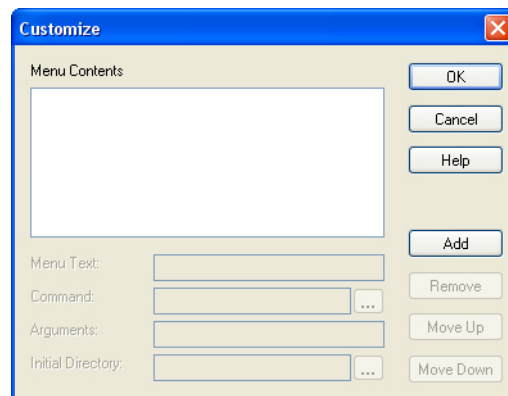 Customize
Menu Contents
OK
Cancel
Help
Add
Menu Text:
Remove
Command:
...
Arguments:
Move Up
Initial Directory:
...
Move Down